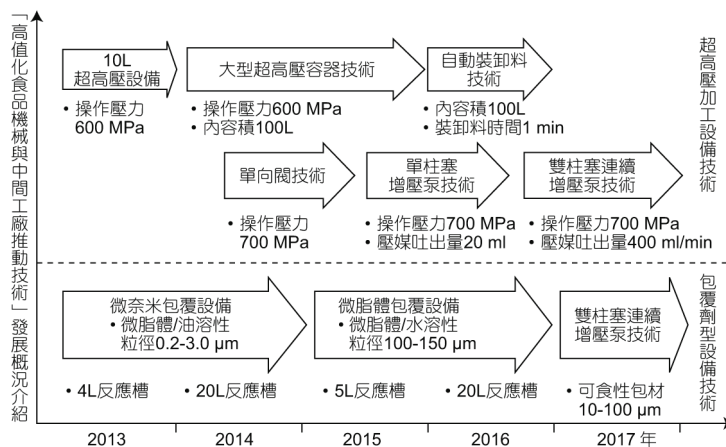 「高值化食品機械與中間工廠推動技術」發展概況介紹
10L
超高壓設備
• 操作壓力
600 MPa
大型超高壓容器技術
• 操作壓力600 MPa
• 內容積100L
自動裝卸料
技術
• 內容積100L
• 裝卸料時間1 min
單向閥技術
• 操作壓力
700 MPa
單柱塞
增壓泵技術
• 操作壓力700 MPa
• 壓媒吐出量20 ml
雙柱塞連續
增壓泵技術
• 操作壓力700 MPa
• 壓媒吐出量400 ml/min
超高壓加工設備技術
微奈米包覆設備
• 微脂體/油溶性
粒徑0.2-3.0 μm
• 4L反應槽
• 20L反應槽
微脂體包覆設備
• 微脂體/水溶性
粒徑100-150 μm
• 5L反應槽
• 20L反應槽
雙柱塞連續
增壓泵技術
• 可食性包材
10-100 μm
包覆劑型設備技術
2013
2014
2015
2016
2017 年